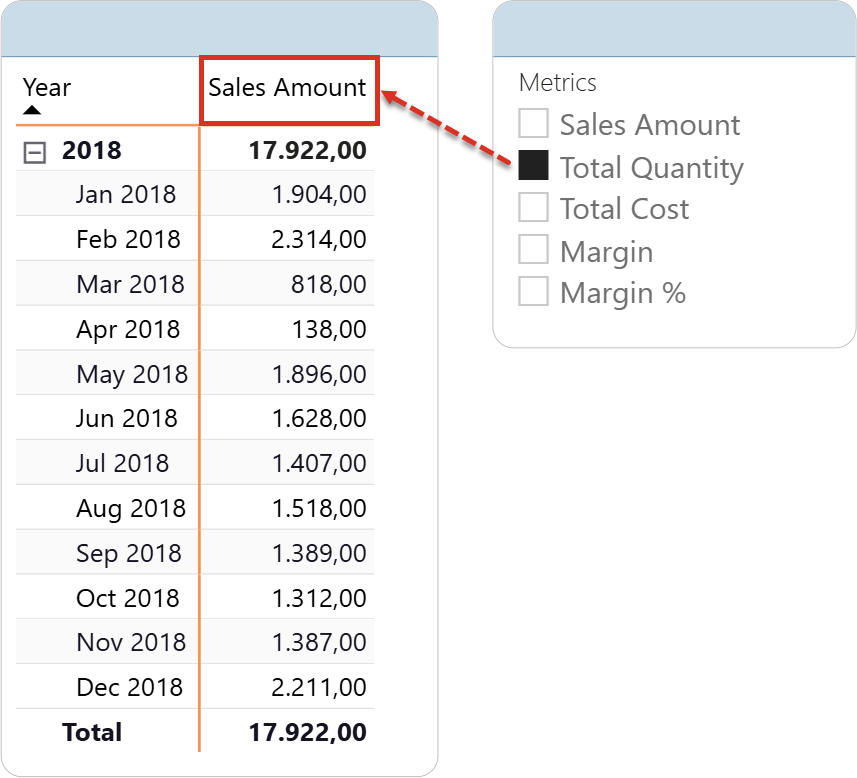 Year Sales Amount
2018 17.922,00
Jan 2018 1.904,00
Feb 2018 2.314,00
Mar 2018 818,00
Apr 2018 138,00
May 2018 1.896,00
Jun 2018 1.628,00
Jul 2018 1.407,00
Aug 2018 1.518,00
Sep 2018 1.389,00
Oct 2018 1.312,00
Nov 2018 1.387,00
Dec 2018 2.211,00
Total 17.922,00
Metrics
Sales Amount
Total Quantity
Total Cost
Margin
Margin %